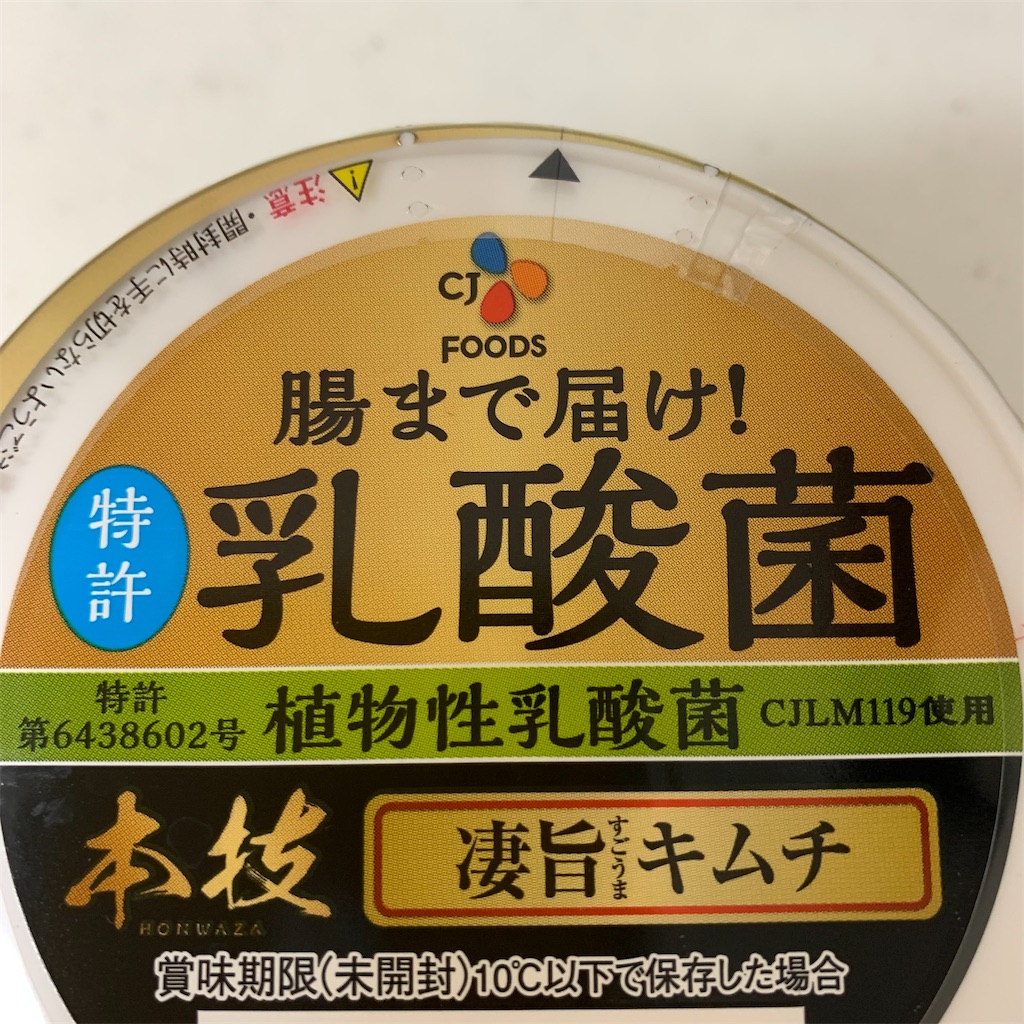 注意
・開封時に手を切らないようご注
CJ
FOODS
腸まで届け!
特許
乳酸菌
特許
第6438602号
植物性乳酸菌 CJLM119使用
本技
HONWAZA
凄旨キムチ
すごうま
賞味期限(未開封)10℃以下で保存した場合